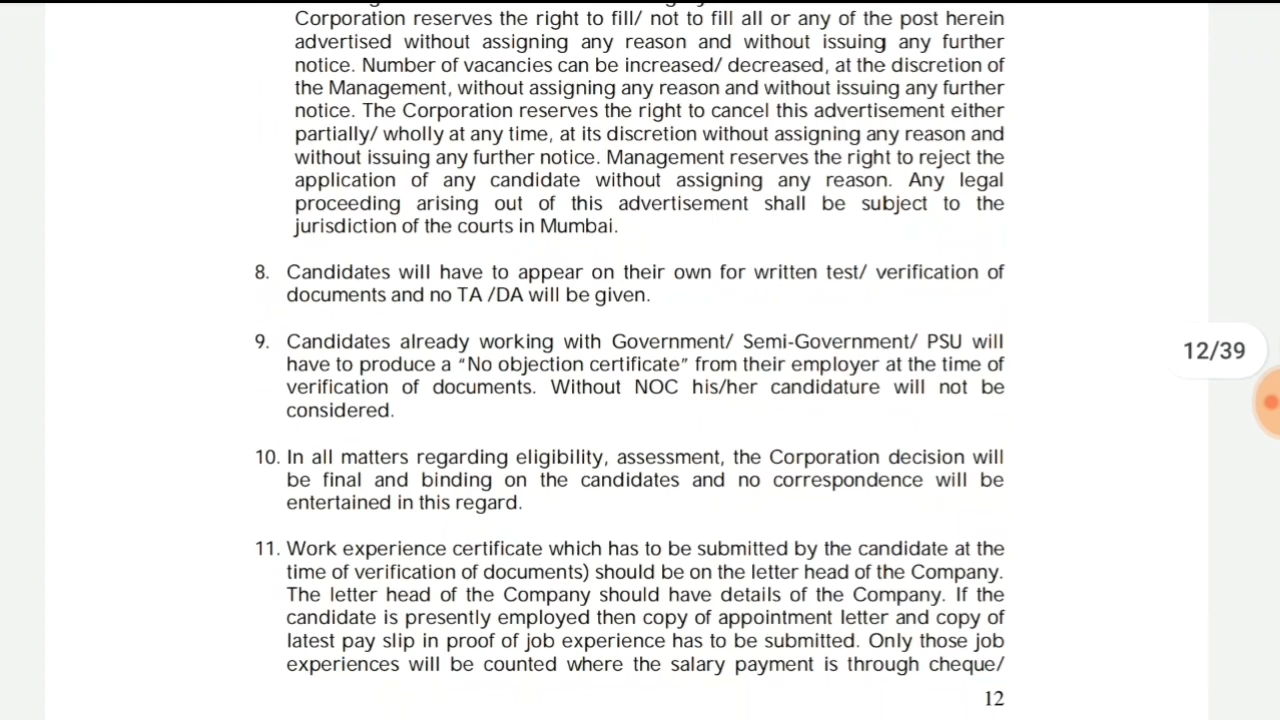 Corporation reserves the right to fill/ not to fill all or any of the post herein
advertised without assigning any reason and without issuing any further
notice. Number of vacancies can be increased/ decreased, at the discretion of
the Management, without assigning any reason and without issuing any further
notice. The Corporation reserves the right to cancel this advertisement either
partially/ wholly at any time, at its discretion without assigning any reason and
without issuing any further notice. Management reserves the right to reject the
application of any candidate without assigning any reason. Any legal
proceeding arising out of this advertisement shall be subject to the
jurisdiction of the courts in Mumbai.
8. Candidates will have to appear on their own for written test/ verification of
documents and no TA /DA will be given.
9. Candidates already working with Government/ Semi-Government/ PSU will
have to produce a "No objection certificate" from their employer at the time of
verification of documents. Without NOC his/her candidature will not be
considered.
10. In all matters regarding eligibility, assessment, the Corporation decision will
be final and binding on the candidates and no correspondence will be
entertained in this regard.
11. Work experience certificate which has to be submitted by the candidate at the
time of verification of documents) should be on the letter head of the Company.
The letter head of the Company should have details of the Company. If the
candidate is presently employed then copy of appointment letter and copy of
latest pay slip in proof of job experience has to be submitted. Only those job
experiences will be counted where the salary payment is through cheque/
12
12/39